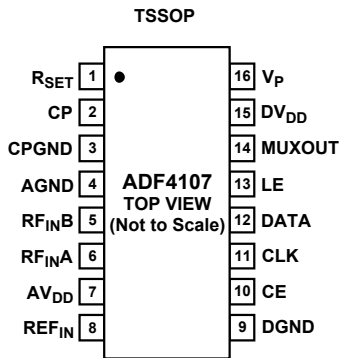 TSSOP
RSET 1
CP 2
CPGND 3
AGND 4
RFINB 5
RFINA 6
AVDD 7
REFIN 8
ADF4107
TOP VIEW
(Not to Scale)
16 VP
15 DVDD
14 MUXOUT
13 LE
12 DATA
11 CLK
10 CE
9 DGND